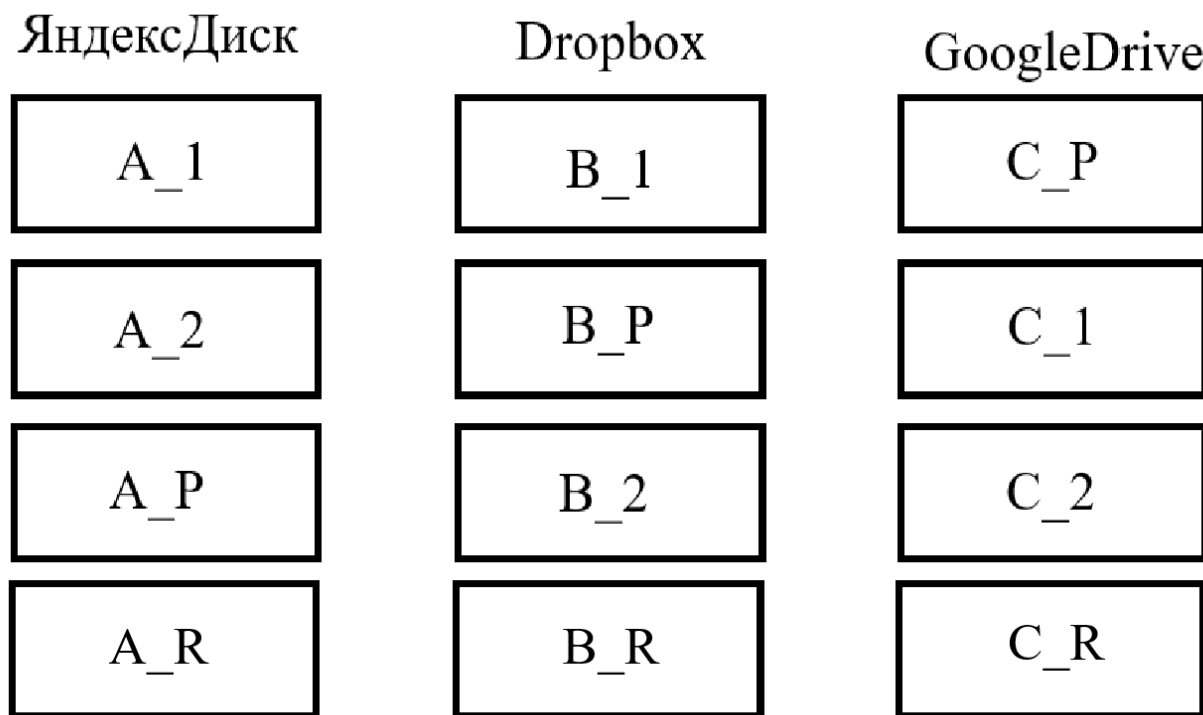 ЯндексДиск Dropbox GoogleDrive
A_1 B_1 C_P
A_2 B_P C_1
A_P B_2 C_2
A_R B_R C_R